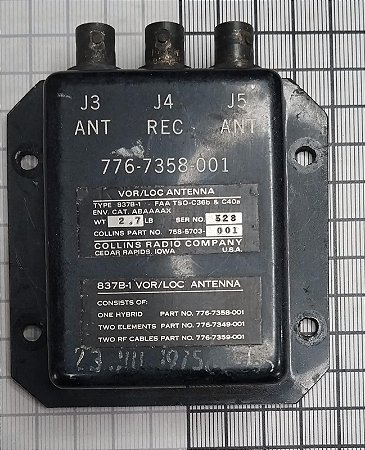 J3 J4 J5
ANT REC ANT
776-7358-001
VOR/LOC ANTENNA
TYPE 837B-1 FAA TSO-C36b & C40a
ENV. CAT. ABAAAAX
WT 2.7 LB SER NO. 528
COLLINS PART NO. 758-5703-001
COLLINS RADIO COMPANY
CEDAR RAPIDS, IOWA U.S.A.
837B-1 VOR/LOC ANTENNA
CONSISTS OF:
ONE HYBRID PART NO. 776-7358-001
TWO ELEMENTS PART NO. 776-7349-001
TWO RF CABLES PART NO. 776-7359-001
1975